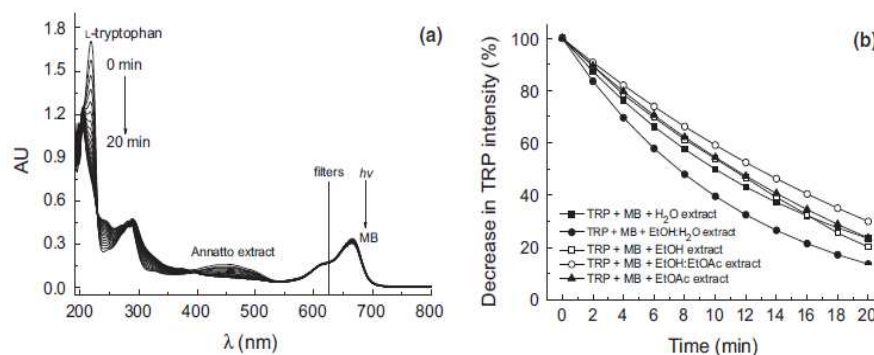 L-tryptophan
(a)
0 min
20 min
filters
hν
MB
Annatto extract
AU
1.8
1.5
1.2
0.9
0.6
0.3
0.0
200 300 400 500 600 700 800
λ (nm)
(b)
Decrease in TRP intensity (%)
100
80
60
40
20
0
TRP + MB + H₂O extract
TRP + MB + EtOH:H₂O extract
TRP + MB + EtOH extract
TRP + MB + EtOH:EtOAc extract
TRP + MB + EtOAc extract
0 2 4 6 8 10 12 14 16 18 20
Time (min)